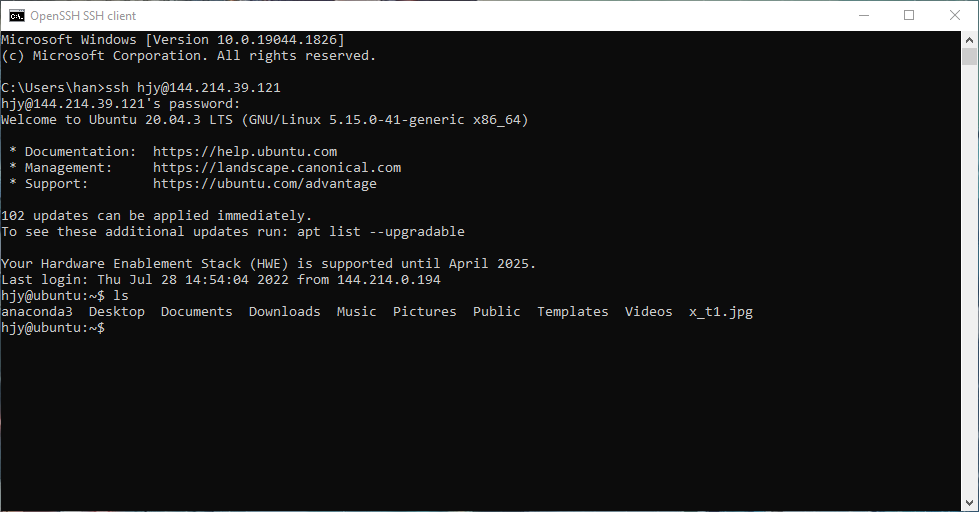 OpenSSH SSH client
Microsoft Windows [Version 10.0.19044.1826]
(c) Microsoft Corporation. All rights reserved.
C:\Users\han>ssh hjy@144.214.39.121
hjy@144.214.39.121's password:
Welcome to Ubuntu 20.04.3 LTS (GNU/Linux 5.15.0-41-generic x86_64)
* Documentation:  https://help.ubuntu.com
* Management:     https://landscape.canonical.com
* Support:        https://ubuntu.com/advantage
102 updates can be applied immediately.
To see these additional updates run: apt list --upgradable
Your Hardware Enablement Stack (HWE) is supported until April 2025.
Last login: Thu Jul 28 14:54:04 2022 from 144.214.0.194
hjy@ubuntu:~$ ls
anaconda3  Desktop  Documents  Downloads  Music  Pictures  Public  Templates  Videos  x_t1.jpg
hjy@ubuntu:~$